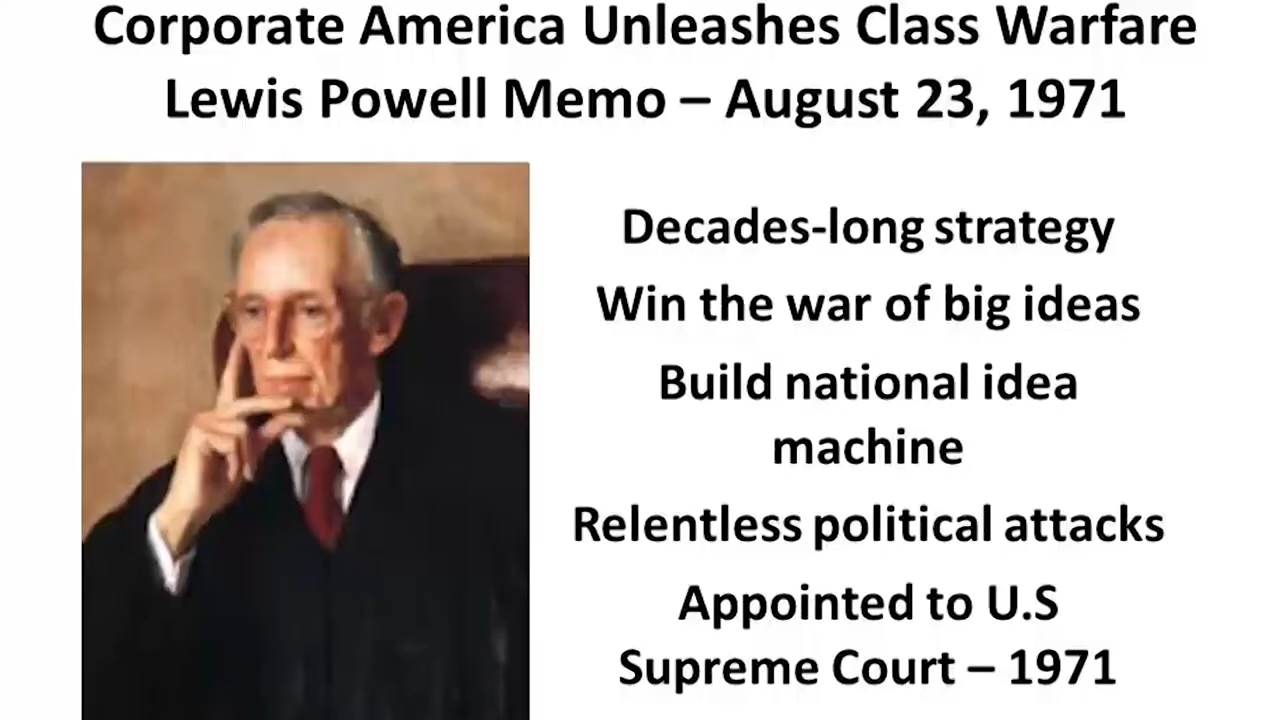 Corporate America Unleashes Class Warfare
Lewis Powell Memo – August 23, 1971
Decades-long strategy
Win the war of big ideas
Build national idea
machine
Relentless political attacks
Appointed to U.S
Supreme Court – 1971